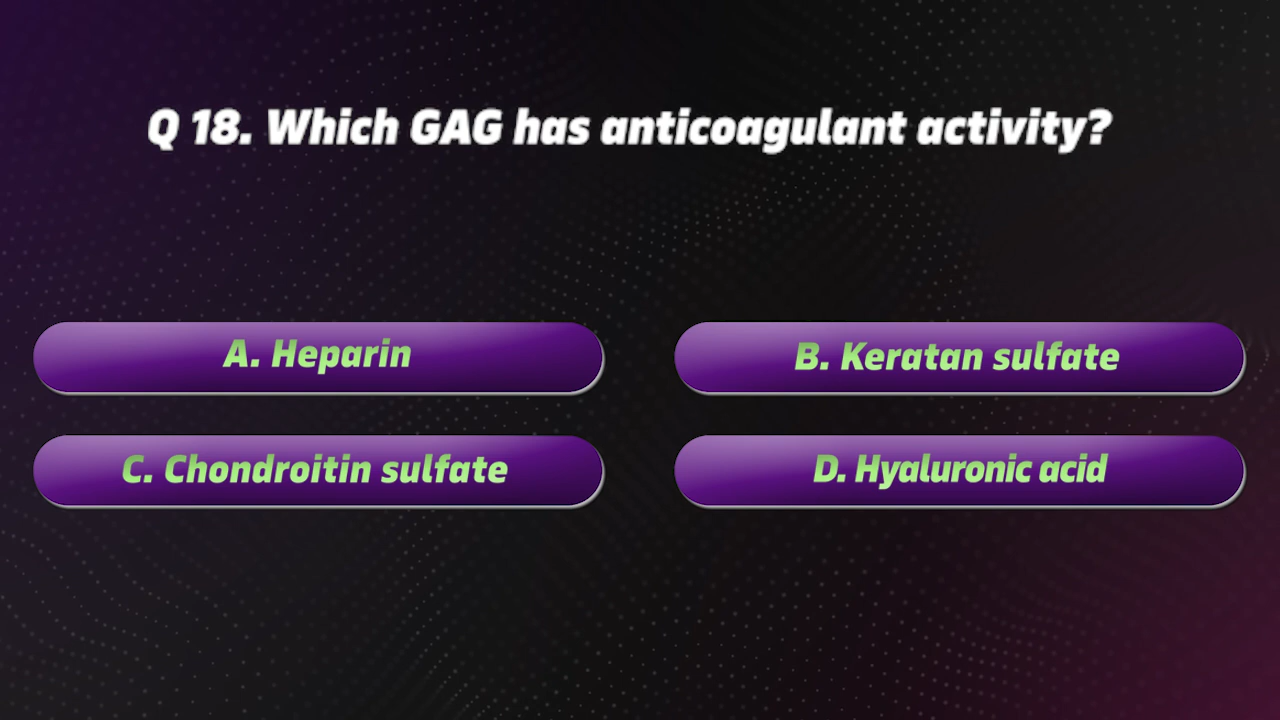 Q 18. Which GAG has anticoagulant activity?
A. Heparin
B. Keratan sulfate
C. Chondroitin sulfate
D. Hyaluronic acid